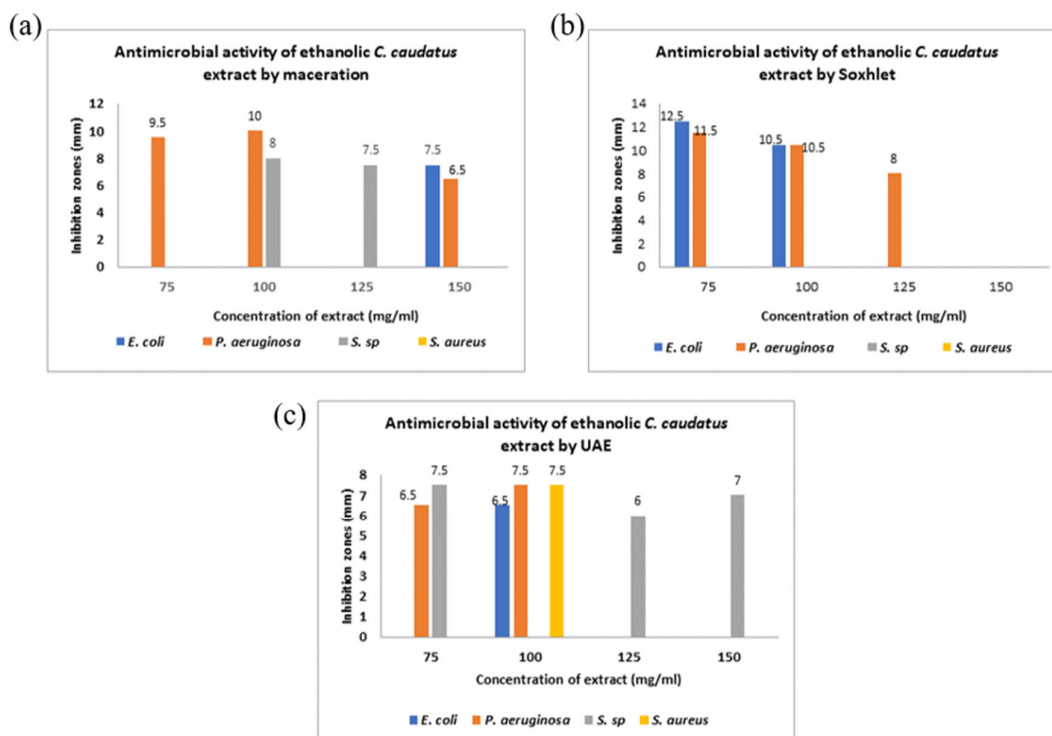 (a)
Antimicrobial activity of ethanolic C. caudatus
extract by maceration
Inhibition zones (mm)
12
10
8
6
4
2
0
9.5
10
8
7.5
7.5
6.5
75
100
125
150
Concentration of extract (mg/ml)
E. coli
P. aeruginosa
S. sp
S. aureus
(b)
Antimicrobial activity of ethanolic C. caudatus
extract by Soxhlet
Inhibition zones (mm)
14
12
10
8
6
4
2
0
12.5
11.5
10.5
10.5
8
75
100
125
150
Concentration of extract (mg/ml)
E. coli
P. aeruginosa
S. sp
S. aureus
(c)
Antimicrobial activity of ethanolic C. caudatus
extract by UAE
Inhibition zones (mm)
8
7
6
5
4
3
2
1
0
6.5
7.5
6.5
7.5
7.5
6
7
75
100
125
150
Concentration of extract (mg/ml)
E. coli
P. aeruginosa
S. sp
S. aureus